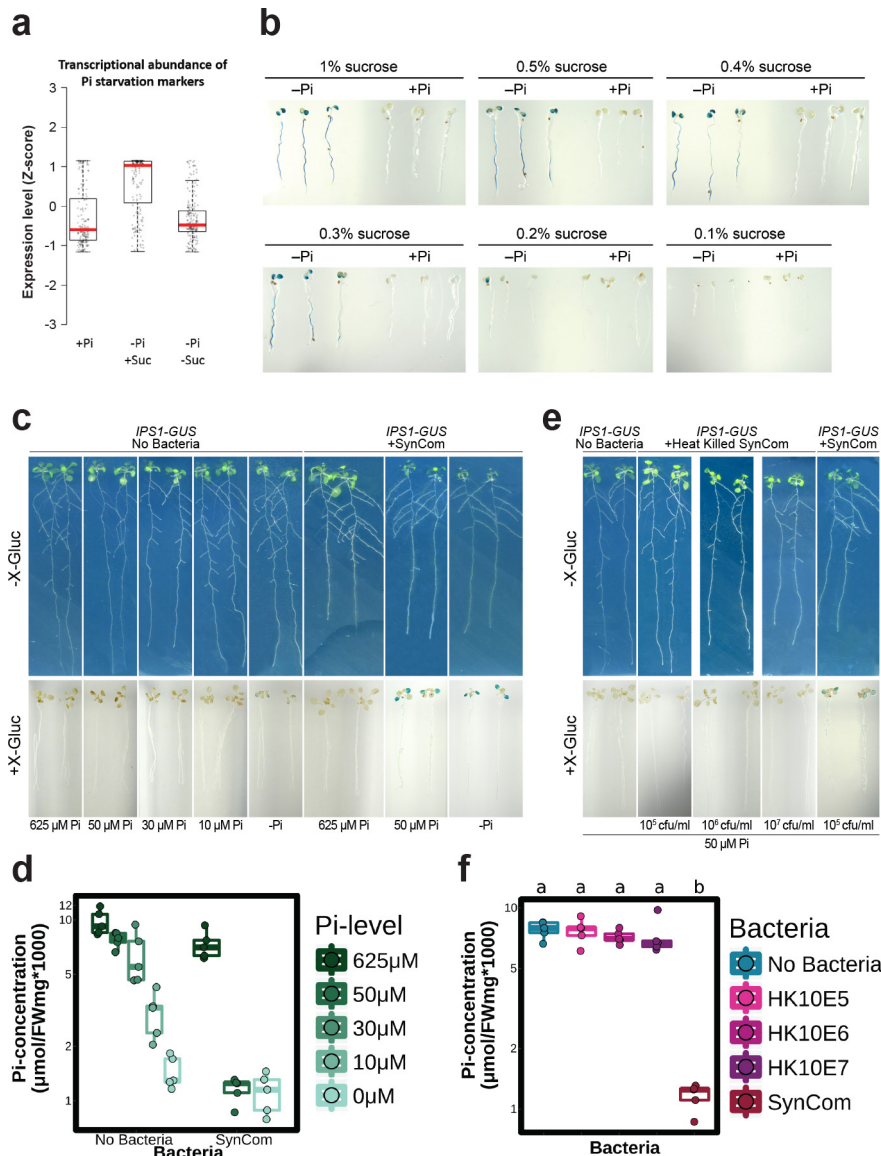 a
Transcriptional abundance of
Pi starvation markers
Expression level (Z-score)
3
2
1
0
-1
-2
-3
+Pi
-Pi
+Suc
-Pi
-Suc
b
1% sucrose
0.5% sucrose
0.4% sucrose
–Pi +Pi
–Pi +Pi
–Pi +Pi
0.3% sucrose
0.2% sucrose
0.1% sucrose
–Pi +Pi
–Pi +Pi
–Pi +Pi
c
IPS1-GUS
No Bacteria
IPS1-GUS
+SynCom
-X-Gluc
+X-Gluc
625 µM Pi 50 µM Pi 30 µM Pi 10 µM Pi -Pi 625 µM Pi 50 µM Pi -Pi
e
IPS1-GUS
No Bacteria
IPS1-GUS
+Heat Killed SynCom
IPS1-GUS
+SynCom
-X-Gluc
+X-Gluc
10⁵ cfu/ml 10⁶ cfu/ml 10⁷ cfu/ml 10⁵ cfu/ml
50 µM Pi
d
Pi-concentration
(µmol/FWmg*1000)
12
10
5
2
1
No Bacteria SynCom
Bacteria
Pi-level
625µM
50µM
30µM
10µM
0µM
f
a a a a b
Pi-concentration
(µmol/FWmg*1000)
10
5
2
1
Bacteria
Bacteria
No Bacteria
HK10E5
HK10E6
HK10E7
SynCom